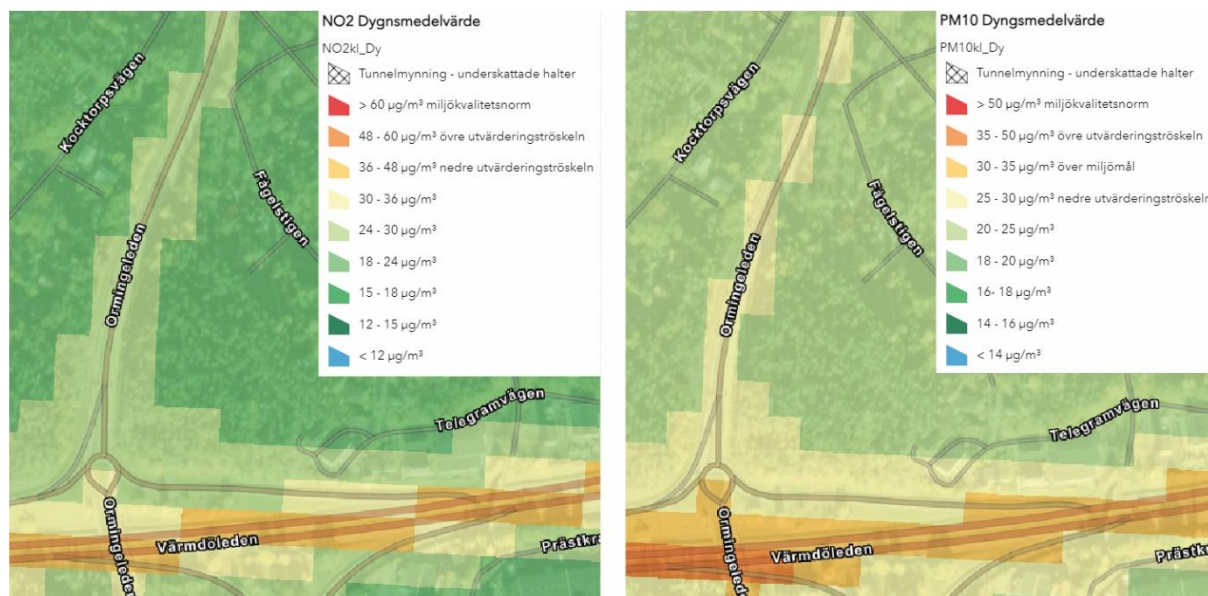 NO2 Dygnsmedelvärde
NO2kl_Dy
Tunnelmynning - underskattade halter
> 60 µg/m³ miljökvalitetsnorm
48 - 60 µg/m³ övre utvärderingströskeln
36 - 48 µg/m³ nedre utvärderingströskeln
30 - 36 µg/m³
24 - 30 µg/m³
18 - 24 µg/m³
15 - 18 µg/m³
12 - 15 µg/m³
< 12 µg/m³
Kocktorpsvägen
Fågelstigen
Ormingeleden
Telegramvägen
Ormingeleden
Värmdöleden
Prästkra
PM10 Dyngsmedelvärde
PM10kl_Dy
Tunnelmynning - underskattade halter
> 50 µg/m³ miljökvalitetsnorm
35 - 50 µg/m³ övre utvärderingströskeln
30 - 35 µg/m³ över miljömål
25 - 30 µg/m³ nedre utvärderingströskeln
20 - 25 µg/m³
18 - 20 µg/m³
16- 18 µg/m³
14 - 16 µg/m³
< 14 µg/m³
Kocktorpsvägen
Fågelstigen
Ormingeleden
Telegramvägen
Ormingeled
Värmdöleden
Prästkr